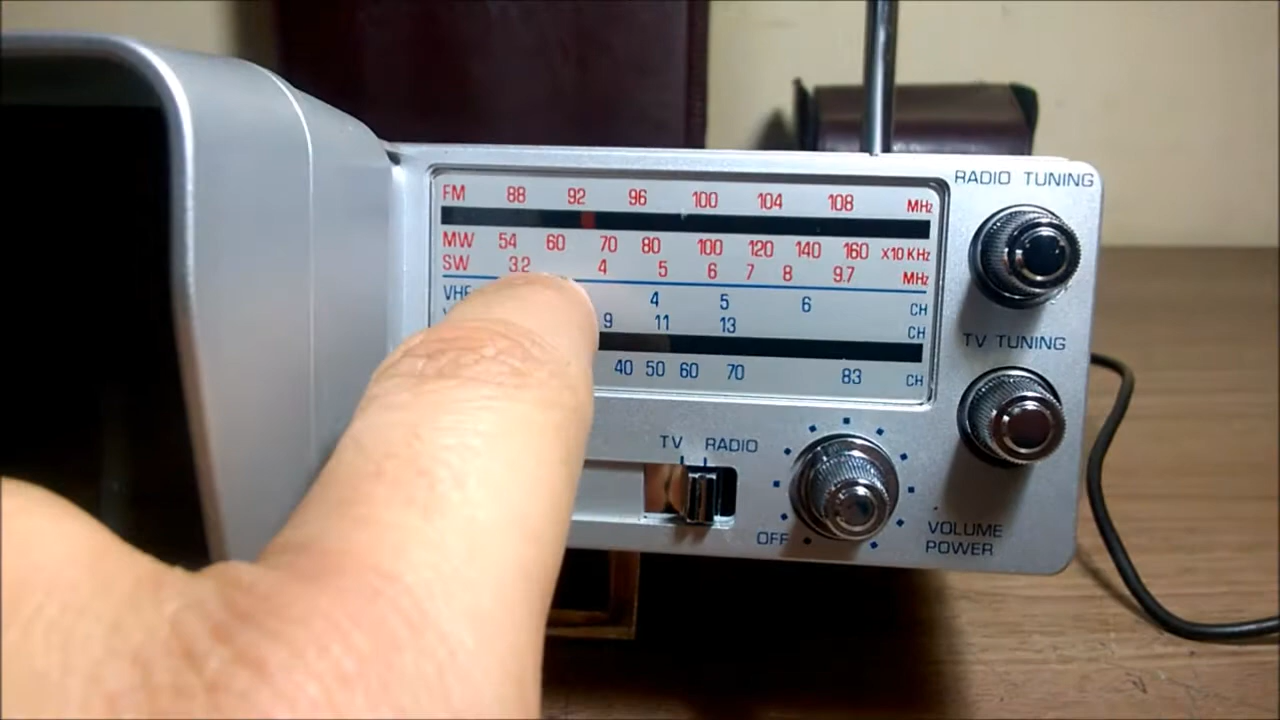 FM 88 92 96 100 104 108 MHz
MW 54 60 70 80 100 120 140 160 x10 KHz
SW 3.2 4 5 6 7 8 9.7 MHz
VHF 4 5 6 CH
9 11 13 CH
40 50 60 70 83 CH
RADIO TUNING
TV TUNING
TV RADIO
OFF
VOLUME
POWER